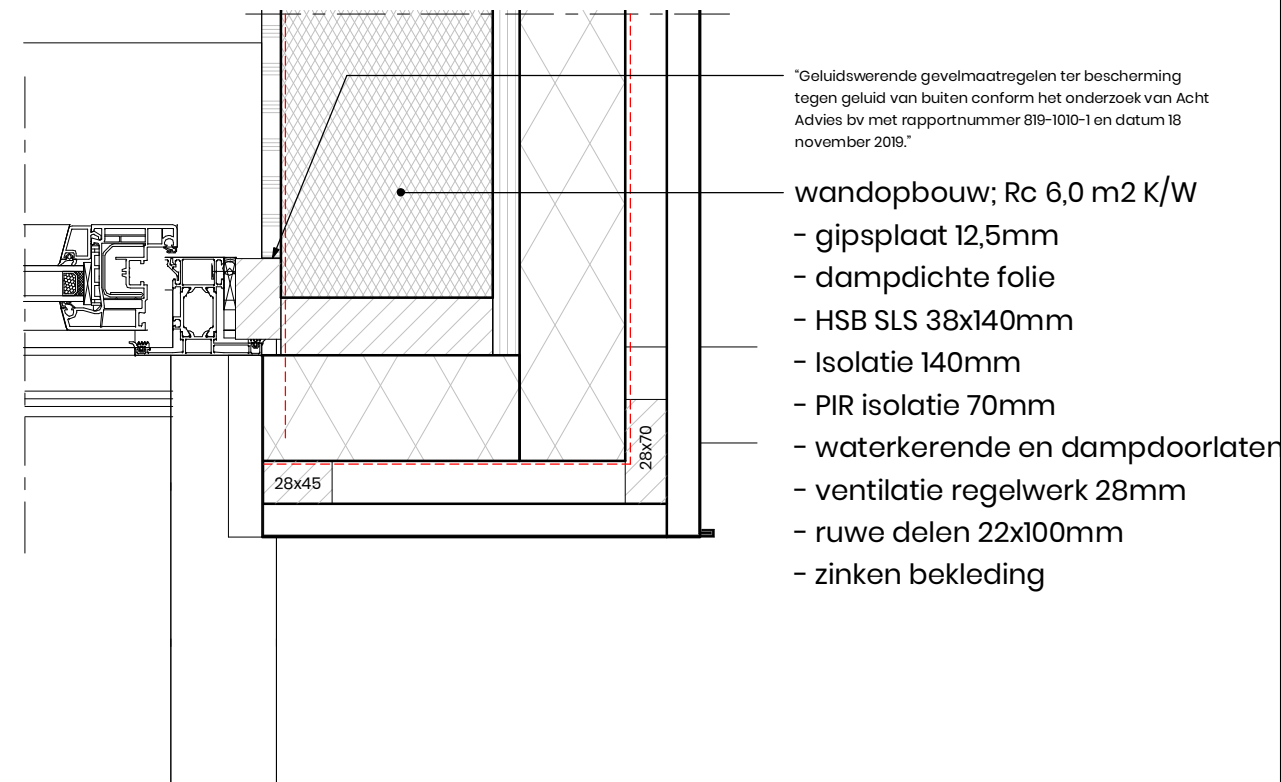 “Geluidswerende gevelmaatregelen ter bescherming
tegen geluid van buiten conform het onderzoek van Acht
Advies bv met rapportnummer 819-1010-1 en datum 18
november 2019.”
wandopbouw; Rc 6,0 m2 K/W
- gipsplaat 12,5mm
- dampdichte folie
- HSB SLS 38x140mm
- Isolatie 140mm
- PIR isolatie 70mm
- waterkerende en dampdoorlaten
- ventilatie regelwerk 28mm
- ruwe delen 22x100mm
- zinken bekleding
28x70
28x45